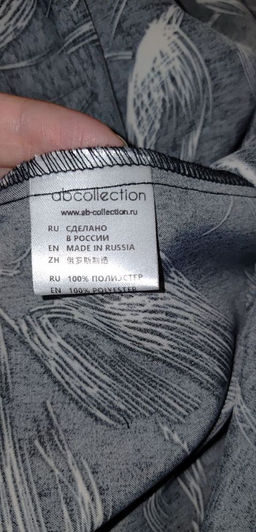 abcollection
www.ab-collection.ru
RU СДЕЛАНО
В РОССИИ
EN MADE IN RUSSIA
ZH 俄罗斯制造
RU 100% ПОЛИЭСТЕР
EN 100% POLYESTER